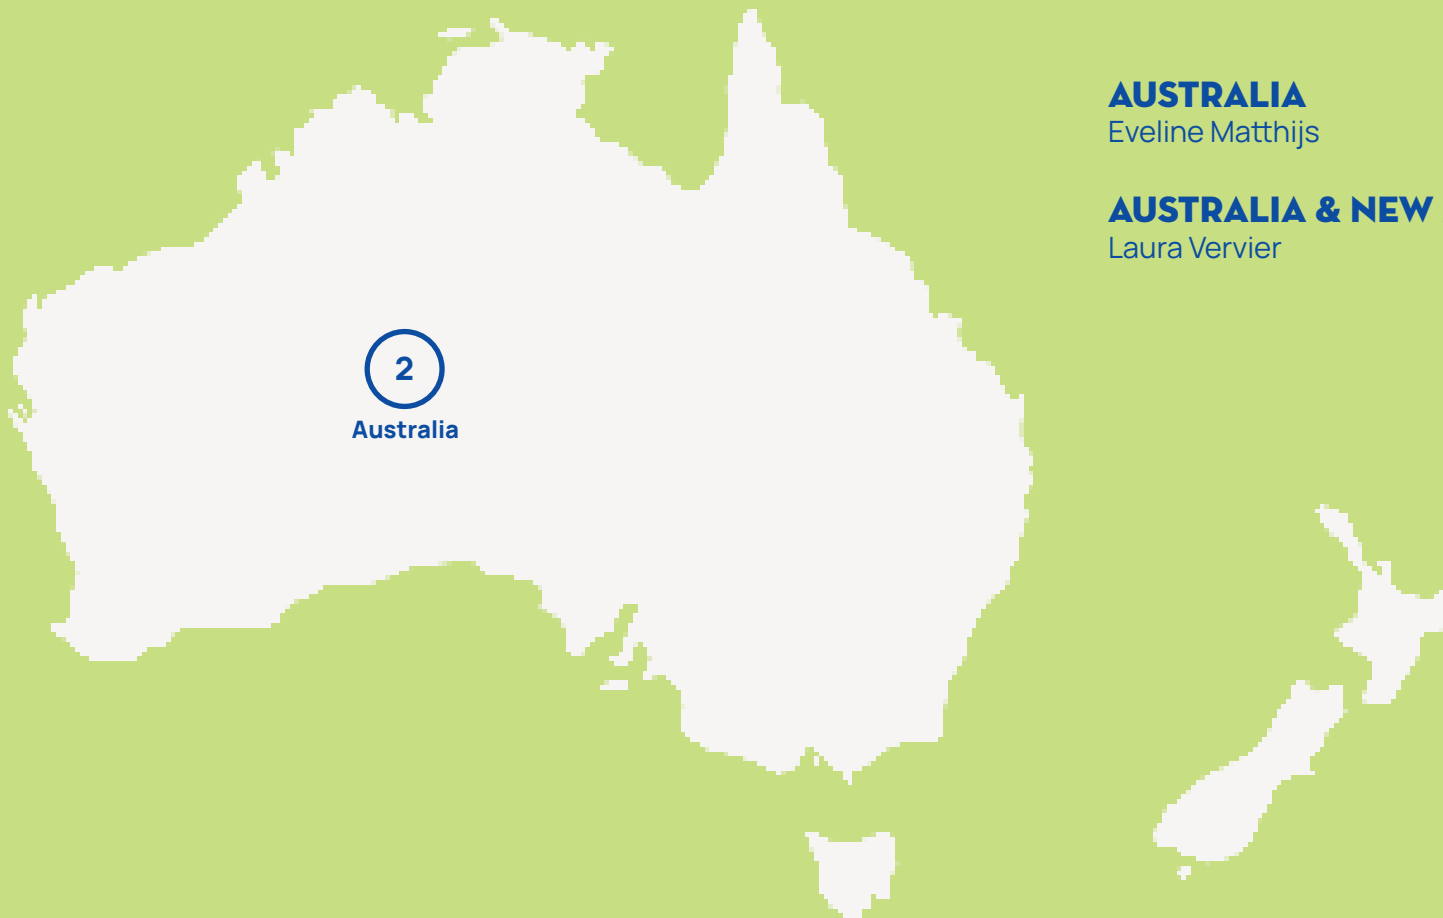 AUSTRALIA
Eveline Matthijs
AUSTRALIA & NEW
Laura Vervier
2
Australia